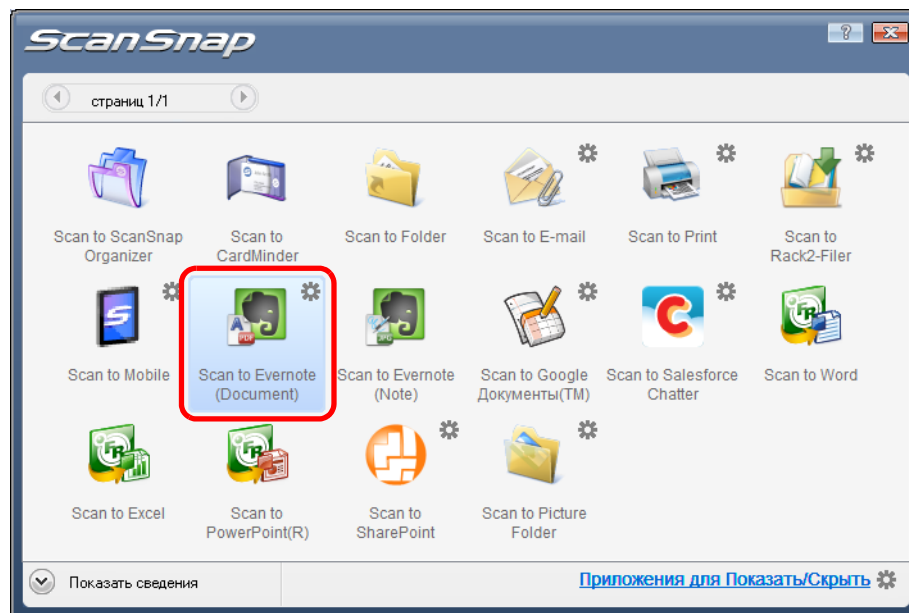 ScanSnap
?
страниц 1/1
Scan to ScanSnap
Organizer
Scan to
CardMinder
Scan to Folder
Scan to E-mail
Scan to Print
Scan to
Rack2-Filer
Scan to Mobile
Scan to Evernote
(Document)
Scan to Evernote
(Note)
Scan to Google
Документы(TM)
Scan to Salesforce
Chatter
Scan to Word
Scan to Excel
Scan to
PowerPoint(R)
Scan to
SharePoint
Scan to Picture
Folder
Показать сведения
Приложения для Показать/Скрыть